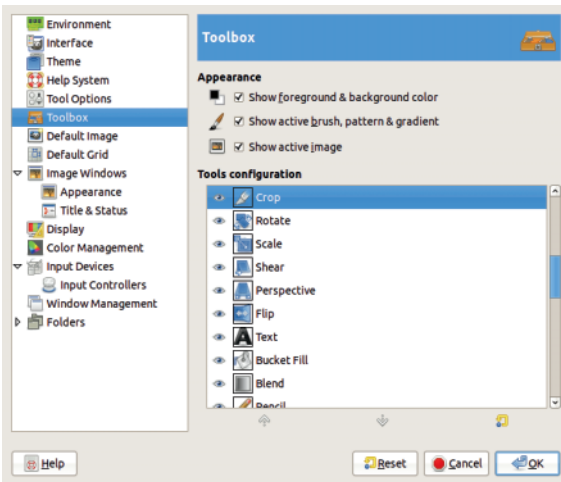 Environment
Interface
Theme
Help System
Tool Options
Toolbox
Default Image
Default Grid
Image Windows
Appearance
Title & Status
Display
Color Management
Input Devices
Input Controllers
Window Management
Folders
Toolbox
Appearance
Show foreground & background color
Show active brush, pattern & gradient
Show active image
Tools configuration
Crop
Rotate
Scale
Shear
Perspective
Flip
Text
Bucket Fill
Blend
Pencil
Help
Reset
Cancel
OK